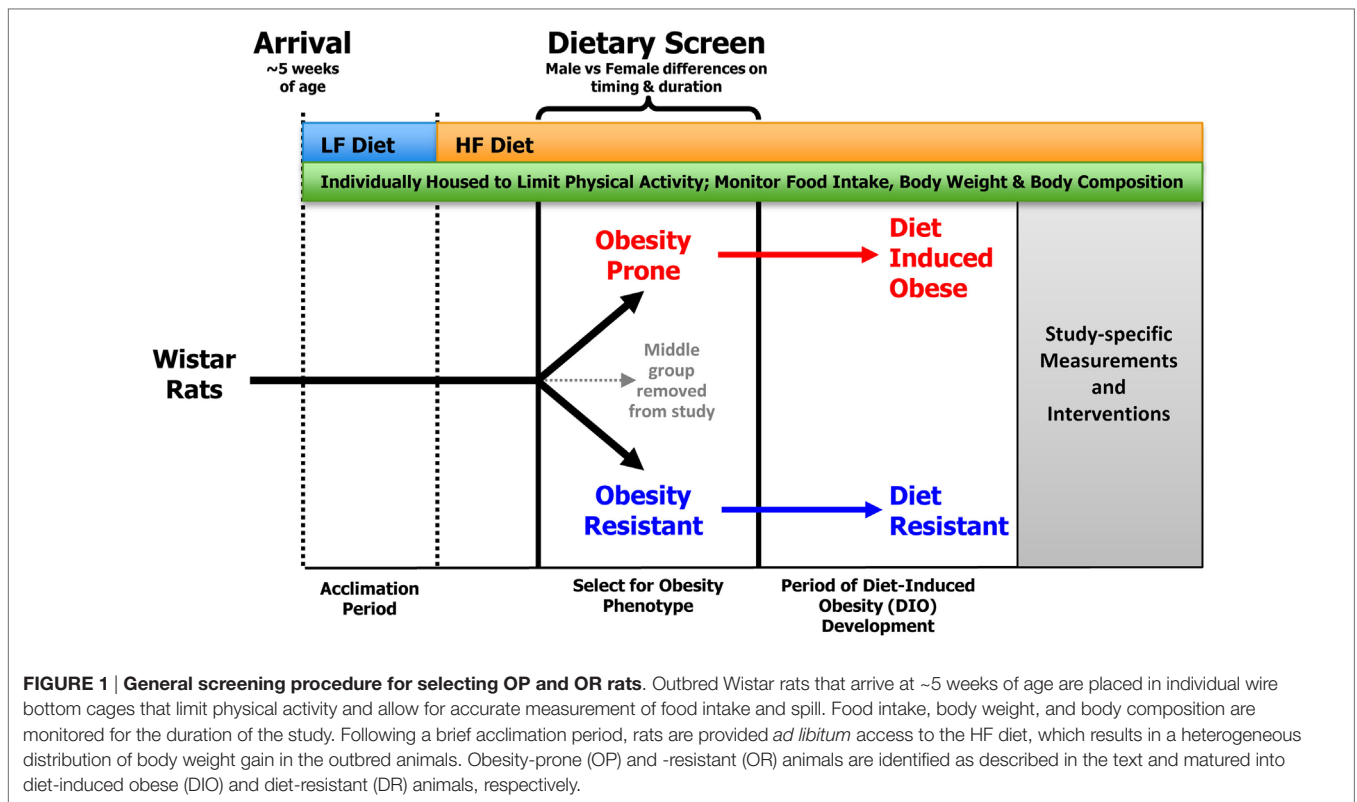 Arrival
~5 weeks
of age
Dietary Screen
Male vs Female differences on
timing & duration
LF Diet
HF Diet
Individually Housed to Limit Physical Activity; Monitor Food Intake, Body Weight & Body Composition
Wistar
Rats
Obesity
Prone
Diet
Induced
Obese
Middle
group
removed
from study
Obesity
Resistant
Diet
Resistant
Study-specific
Measurements
and
Interventions
Acclimation
Period
Select for Obesity
Phenotype
Period of Diet-Induced
Obesity (DIO)
Development
FIGURE 1 | General screening procedure for selecting OP and OR rats. Outbred Wistar rats that arrive at ~5 weeks of age are placed in individual wire
bottom cages that limit physical activity and allow for accurate measurement of food intake and spill. Food intake, body weight, and body composition are
monitored for the duration of the study. Following a brief acclimation period, rats are provided ad libitum access to the HF diet, which results in a heterogeneous
distribution of body weight gain in the outbred animals. Obesity-prone (OP) and -resistant (OR) animals are identified as described in the text and matured into
diet-induced obese (DIO) and diet-resistant (DR) animals, respectively.